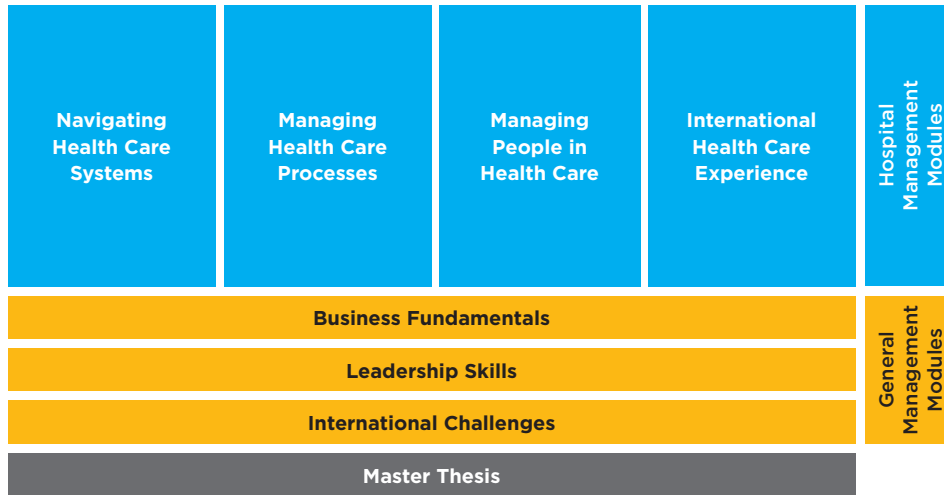 Navigating
Health Care
Systems
Managing
Health Care
Processes
Managing
People in
Health Care
International
Health Care
Experience
Hospital
Management
Modules
Business Fundamentals
Leadership Skills
International Challenges
General
Management
Modules
Master Thesis